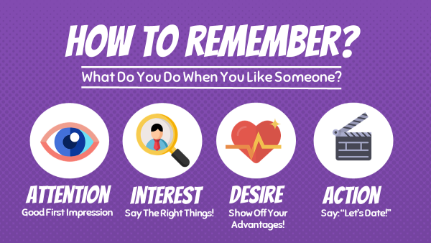 HOW TO REMEMBER?
What Do You Do When You Like Someone?
ATTENTION
Good First Impression
INTEREST
Say The Right Things!
DESIRE
Show Off Your
Advantages!
ACTION
Say: "Let's Date!"